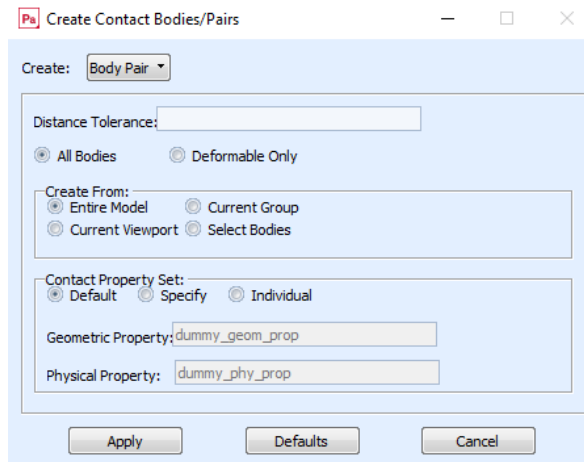 Pa Create Contact Bodies/Pairs
Create: Body Pair
Distance Tolerance:
All Bodies Deformable Only
Create From:
Entire Model Current Group
Current Viewport Select Bodies
Contact Property Set:
Default Specify Individual
Geometric Property: dummy_geom_prop
Physical Property: dummy_phy_prop
Apply Defaults Cancel